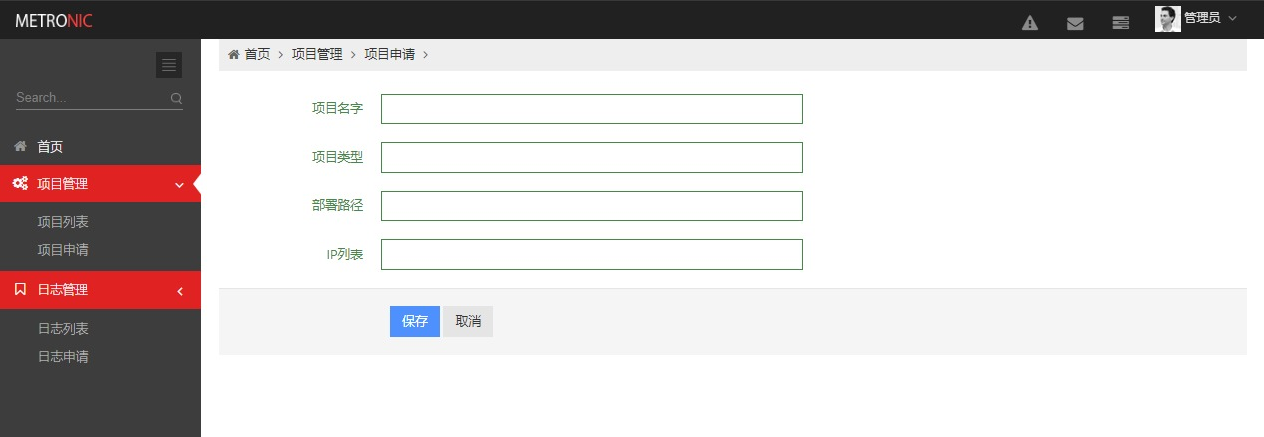 METRONIC
管理员
Search...
首页
项目管理
项目列表
项目申请
日志管理
日志列表
日志申请
首页 > 项目管理 > 项目申请 >
项目名字
项目类型
部署路径
IP列表
保存 取消